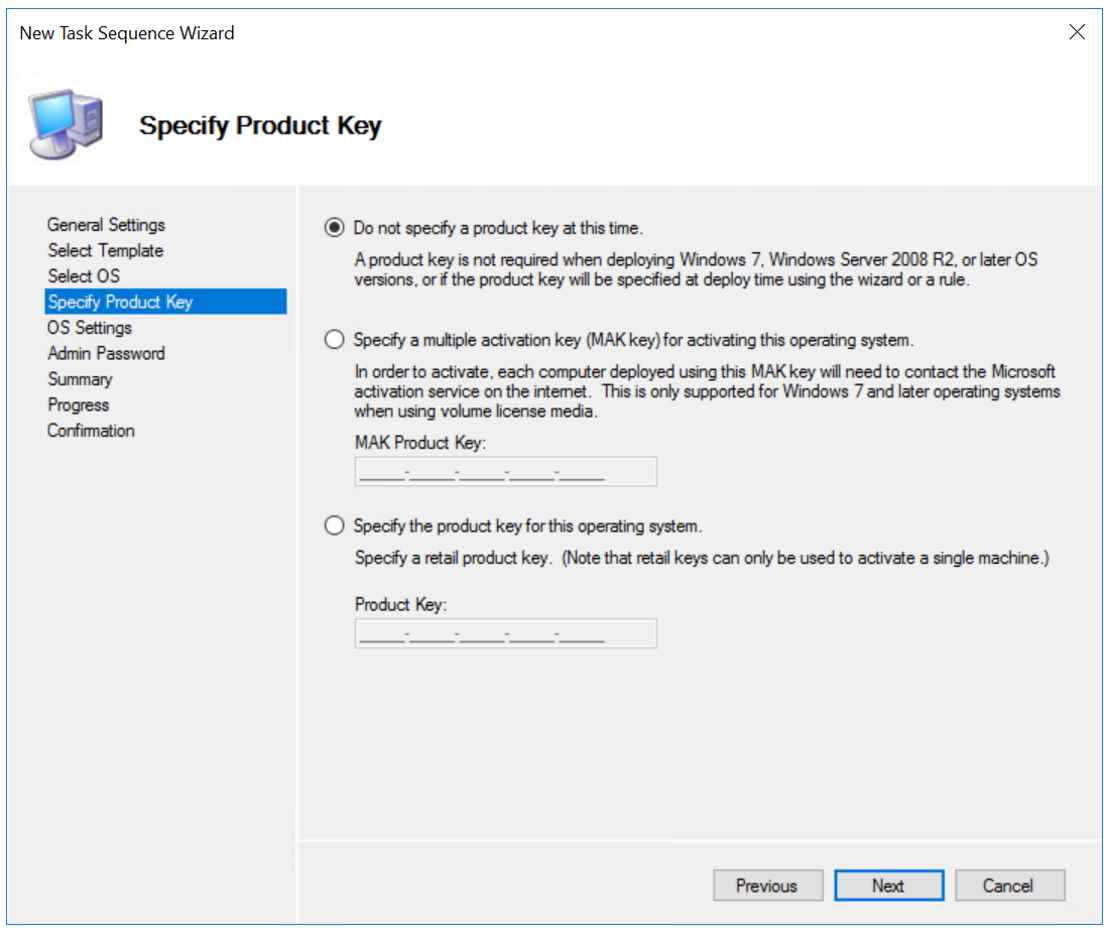 New Task Sequence Wizard
Specify Product Key
General Settings
Select Template
Select OS
Specify Product Key
OS Settings
Admin Password
Summary
Progress
Confirmation
Do not specify a product key at this time.
A product key is not required when deploying Windows 7, Windows Server 2008 R2, or later OS
versions, or if the product key will be specified at deploy time using the wizard or a rule.
Specify a multiple activation key (MAK key) for activating this operating system.
In order to activate, each computer deployed using this MAK key will need to contact the Microsoft
activation service on the internet.  This is only supported for Windows 7 and later operating systems
when using volume license media.
MAK Product Key:
_____-_____-_____-_____-_____
Specify the product key for this operating system.
Specify a retail product key.  (Note that retail keys can only be used to activate a single machine.)
Product Key:
_____-_____-_____-_____-_____
Previous
Next
Cancel